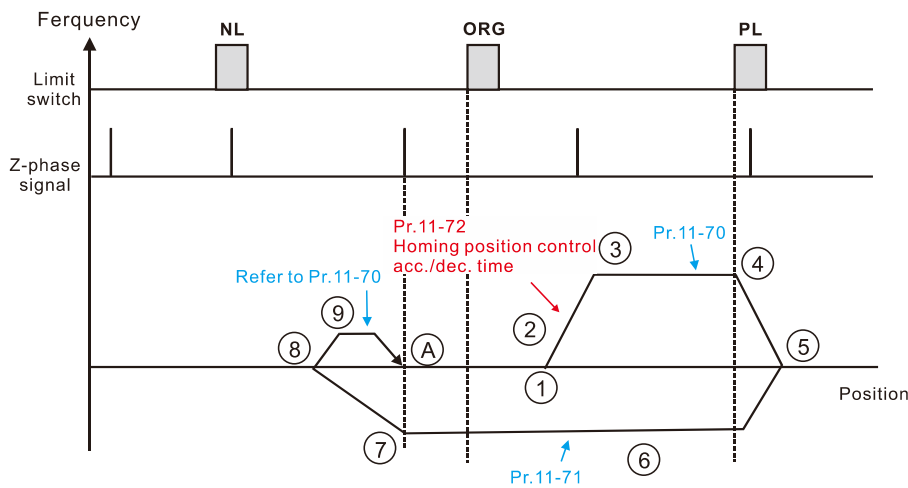 Ferquency
NL
ORG
PL
Limit
switch
Z-phase
signal
Pr.11-72
Homing position control
acc./dec. time
3
Pr.11-70
4
Refer to Pr.11-70
9
2
8
A
5
1
Position
7
6
Pr.11-71